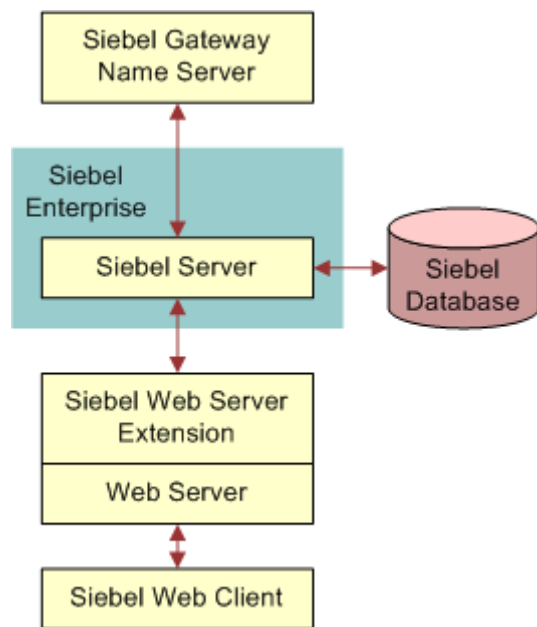 Siebel Gateway
Name Server
Siebel
Enterprise
Siebel Server
Siebel
Database
Siebel Web Server
Extension
Web Server
Siebel Web Client